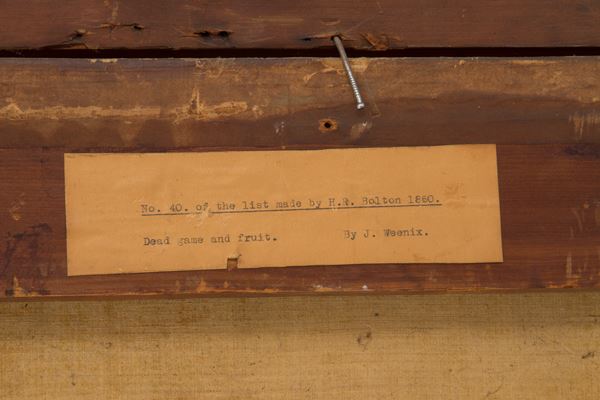 No. 40. of the list made by H.R. Bolton 1860.
Dead game and fruit. By J. Weenix.